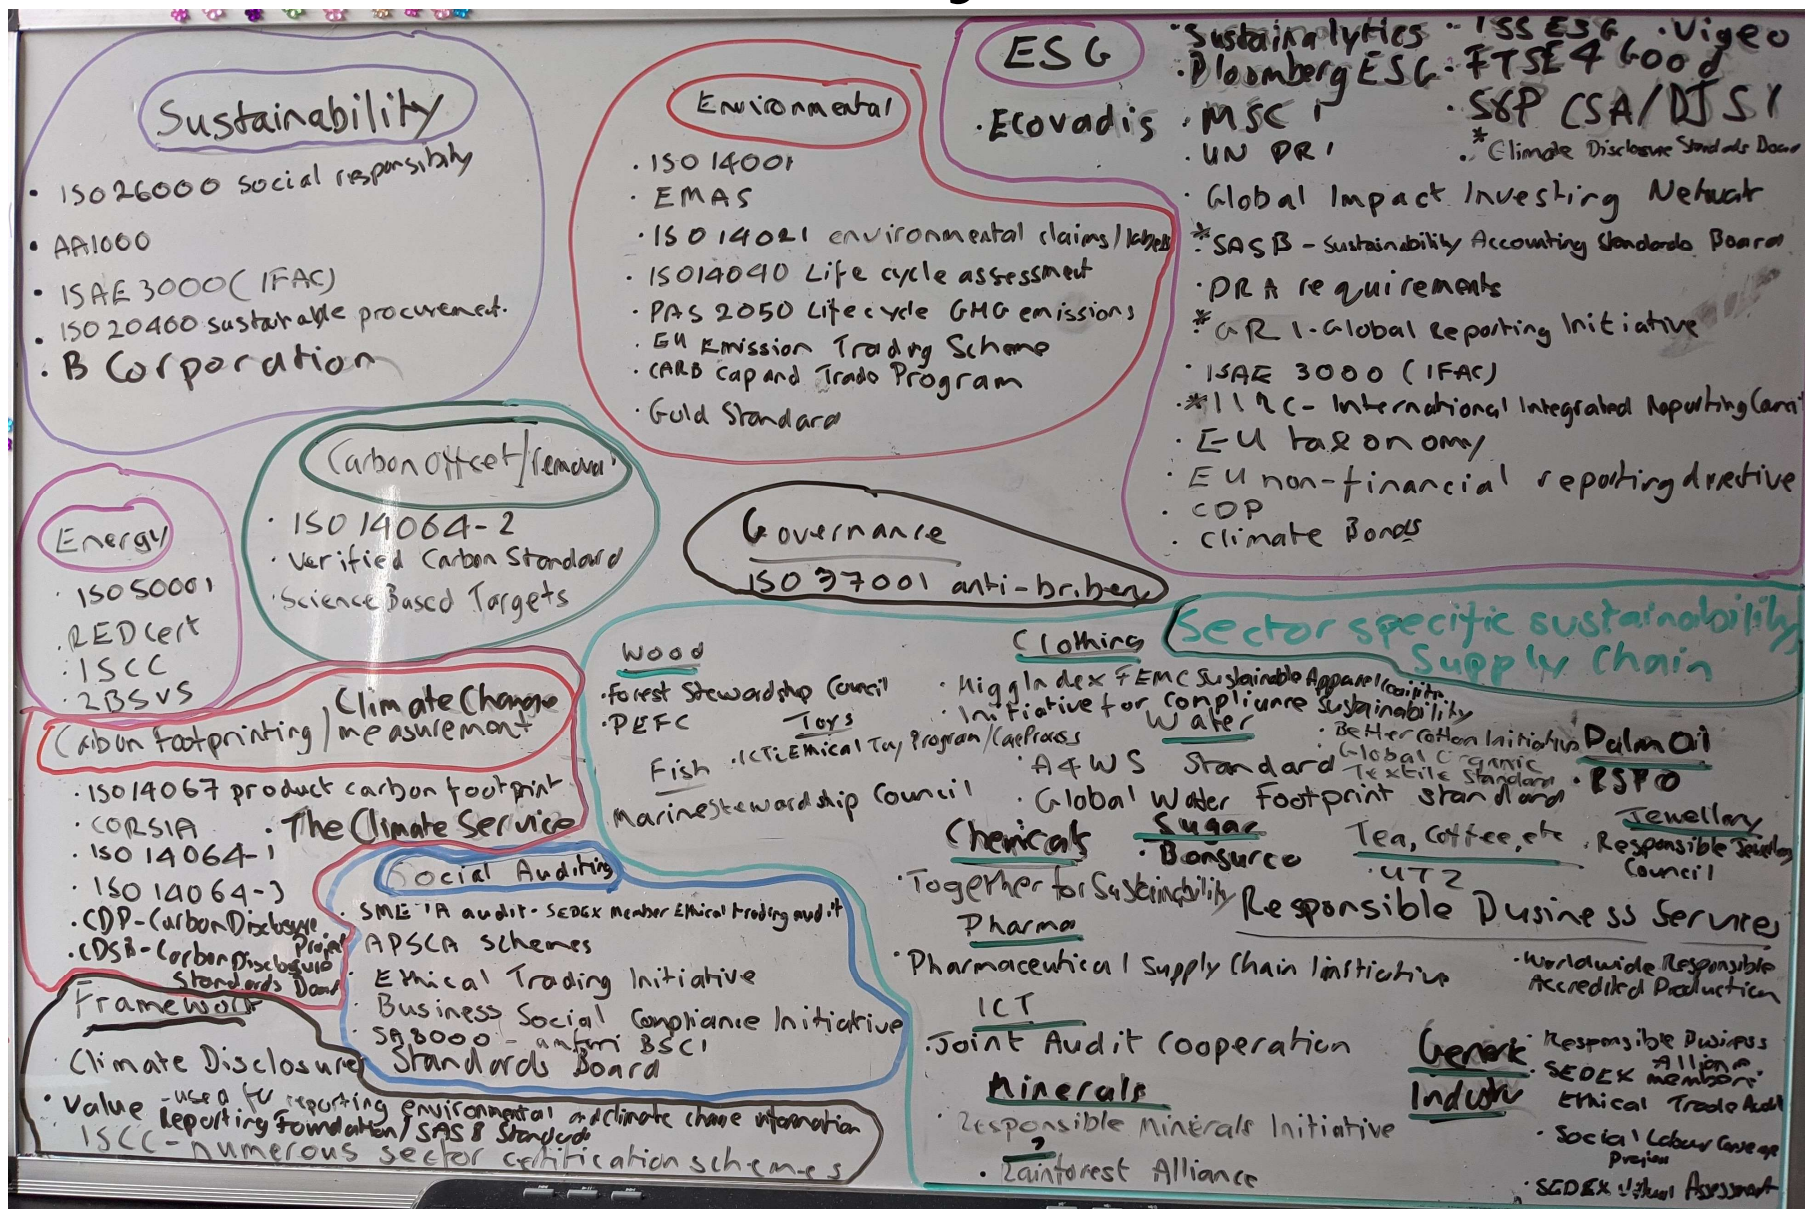 Sustainability
• ISO 26000 social responsibility
• AA1000
• ISAE 3000 (IFAC)
• ISO 20400 sustainable procurement.
• B Corporation
Environmental
• ISO 14001
• EMAS
• ISO 14021 environmental claims/labels
• ISO14040 Life cycle assessment
• PAS 2050 Lifecycle GHG emissions
• EU Emission Trading Scheme
• CARB Cap and Trade Program
• Gold Standard
ESG
• Sustainalytics • ISS ESG • Vigeo
• Bloomberg ESG • FTSE4Good
• Ecovadis • MSCI • S&P CSA/DJSI
• UN PRI • * Climate Disclosure Standards Board
• Global Impact Investing Network
* SASB - Sustainability Accounting Standards Board
• PRA requirements
* GRI - Global Reporting Initiative
• ISAE 3000 (IFAC)
• * IIRC - International Integrated Reporting
• EU taxonomy
• EU non-financial reporting directive
• CDP
• Climate Bonds
Carbon Offset/removal
• ISO 14064-2
• Verified Carbon Standard
• Science Based Targets
Energy
• ISO 50001
• REDcert
• ISCC
• 2BSvs
Governance
ISO 37001 anti-bribery
Climate Change
Carbon footprinting/measurement
• ISO14067 product carbon footprint
• CORSIA • The Climate Service
• ISO 14064-1
• ISO 14064-3
• CDP - Carbon Disclosure
Project
• CDSB - Carbon Disclosure
Standards Board
Social Auditing
• SMETA audit - SEDEX member Ethical trading audit
• APSCA schemes
• Ethical Trading Initiative
• Business Social Compliance Initiative
• SA8000 - amfori BSCI
Framework
Climate Disclosure Standards Board
- used for reporting environmental and climate change information
• Value Reporting Foundation/SASB Standards
ISCC - numerous sector certification schemes
Sector specific sustainability
Supply Chain
Wood
• Forest Stewardship Council
• PEFC
Toys
• ICTi Ethical Toy Program/
Fish
Marine Stewardship Council
Clothing
• Higg Index FEMC Sustainable Apparel
• Initiative for compliance sustainability
• Better Cotton Initiative
• Global Organic
Textile Standard
Water
• A4WS Standard
• Global Water Footprint standard
Palm Oil
• RSPO
Chemicals
• Together for Sustainability
Sugar
• Bonsucro
Tea, Coffee, etc
• UTZ
Jewellery
• Responsible Jewellery
Council
Pharma
• Pharmaceutical Supply Chain Initiative
Responsible Business Services
• Worldwide Responsible
Accredited Production
ICT
• Joint Audit Cooperation
Minerals
• Responsible Minerals Initiative
?
• Rainforest Alliance
Generic
Industry
• Responsible Business
Alliance
• SEDEX members
Ethical Trade Audit
• Social Labour Converge
Project
• SEDEX Virtual Assessment